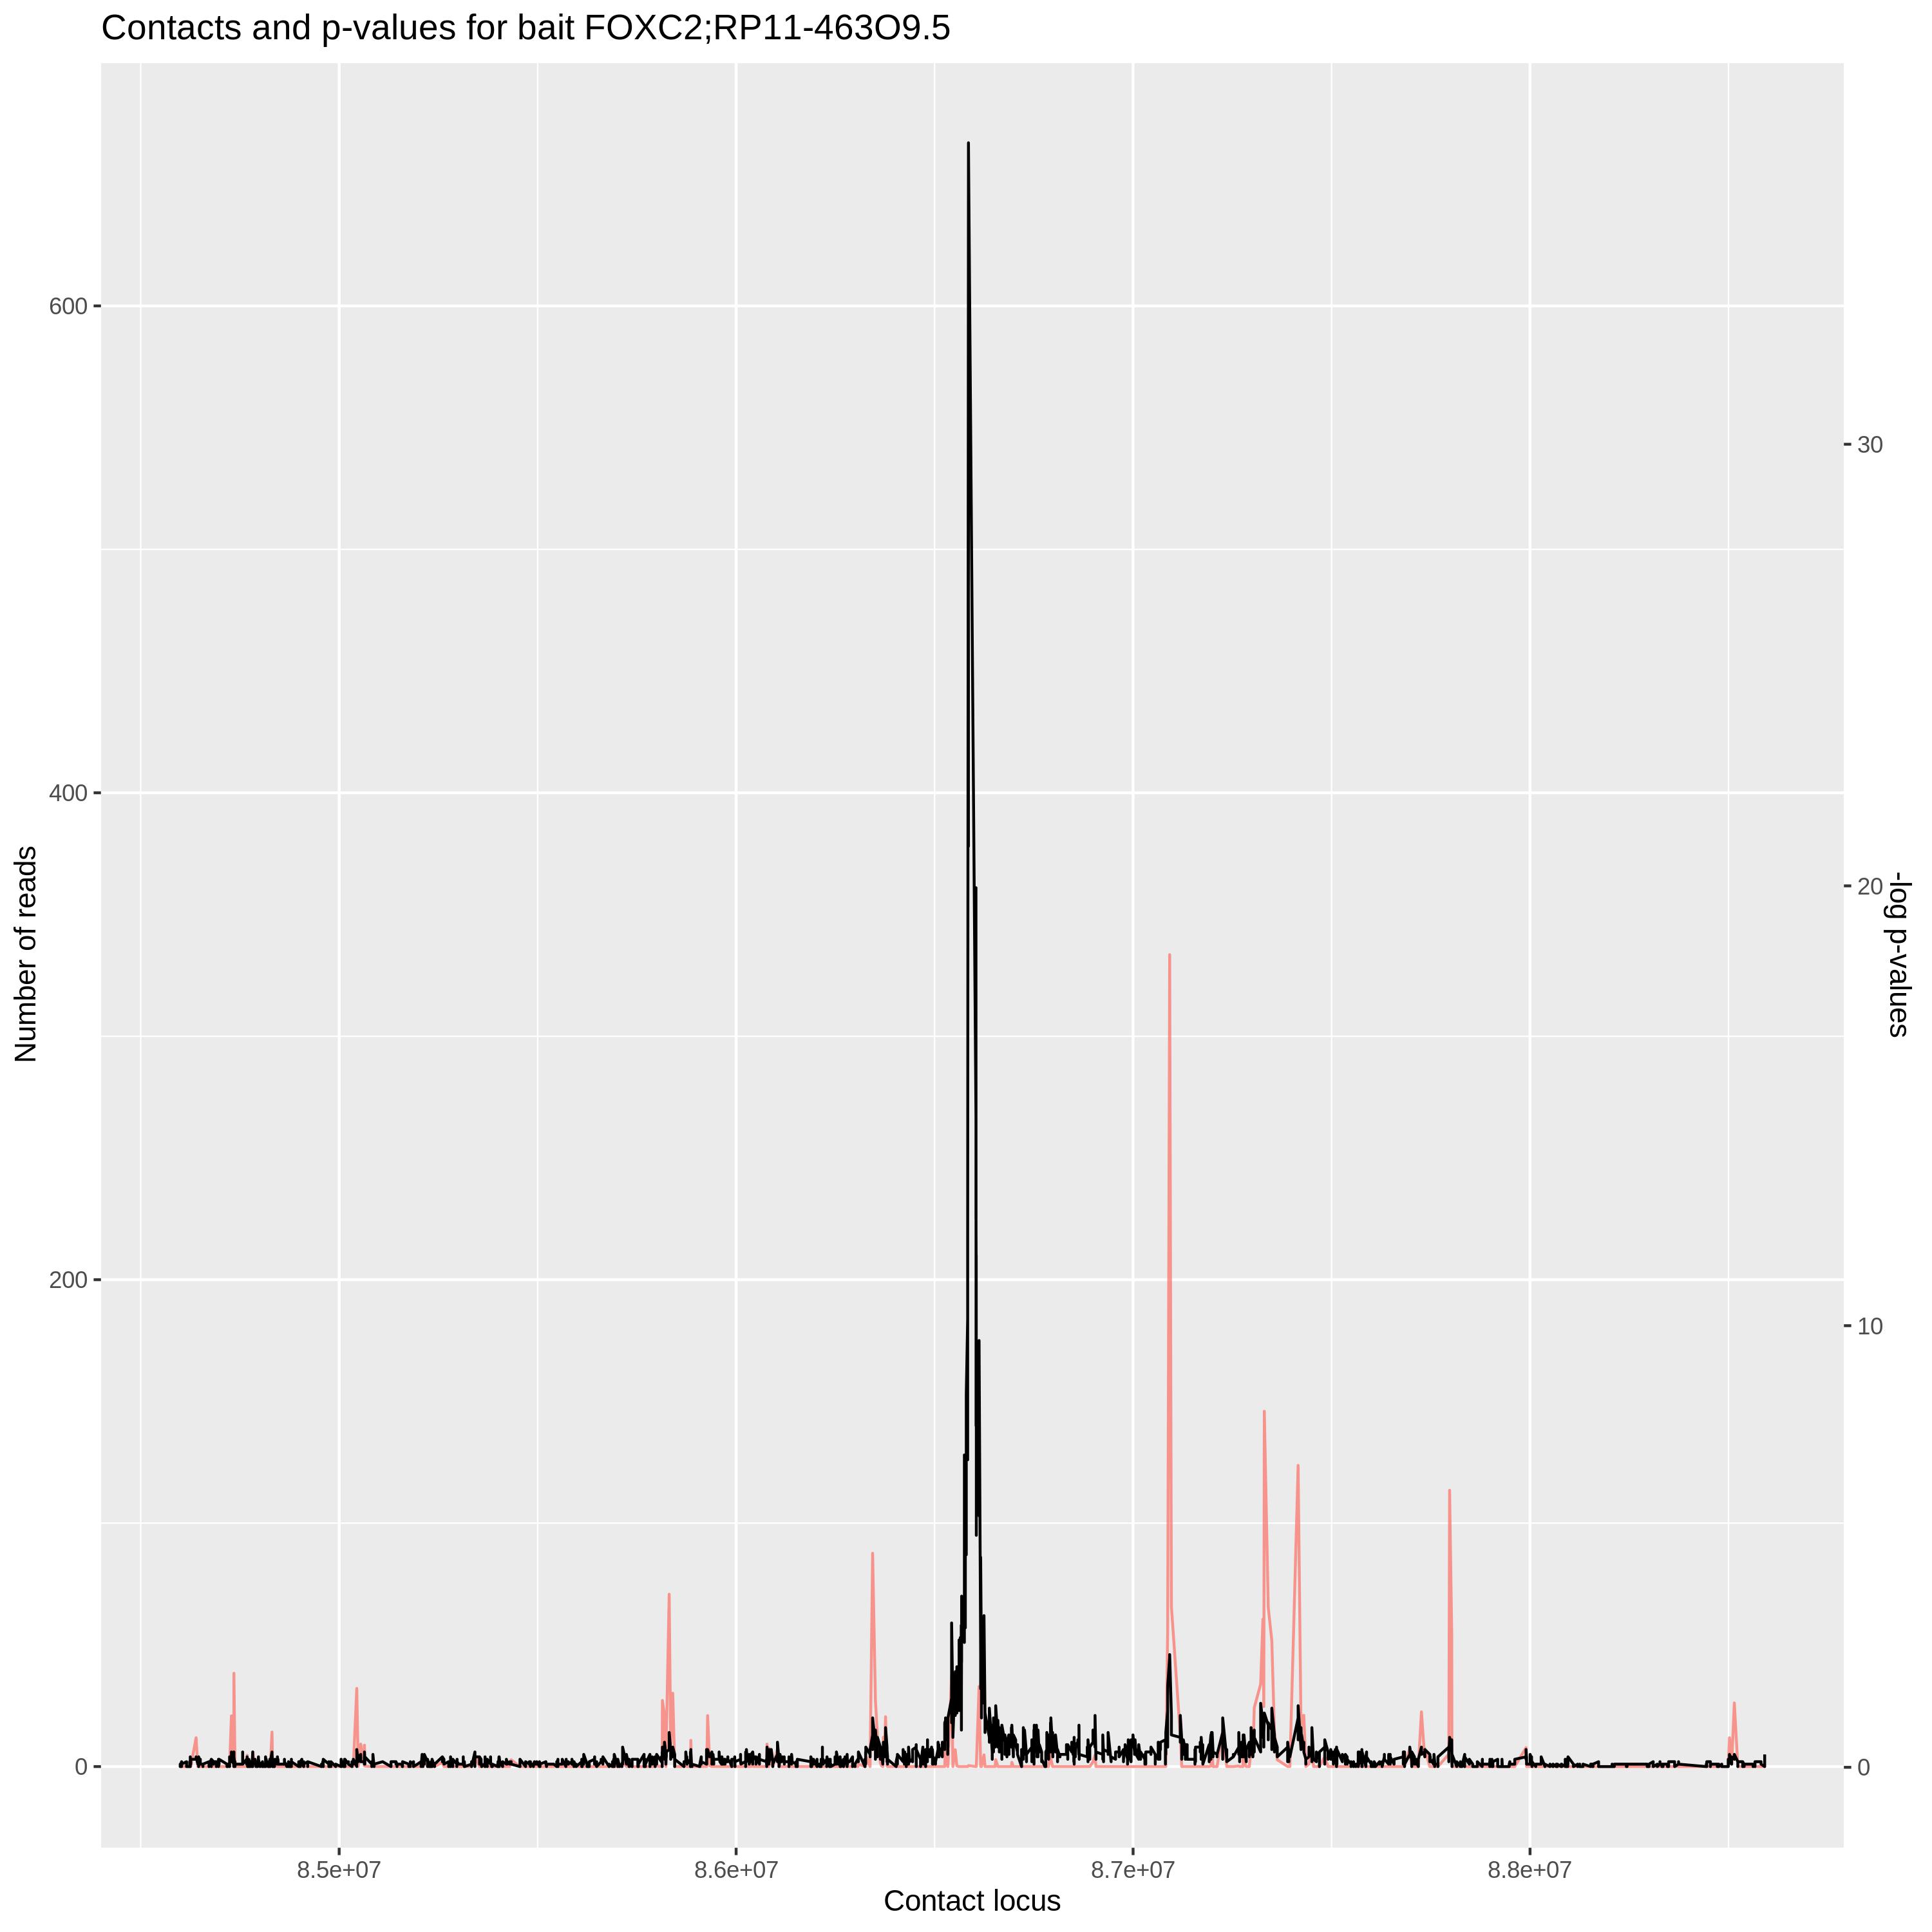 Contacts and p-values for bait FOXC2;RP11-463O9.5
600
400
200
0
Number of reads
30
20
10
0
-log p-values
8.5e+07
8.6e+07
8.7e+07
8.8e+07
Contact locus